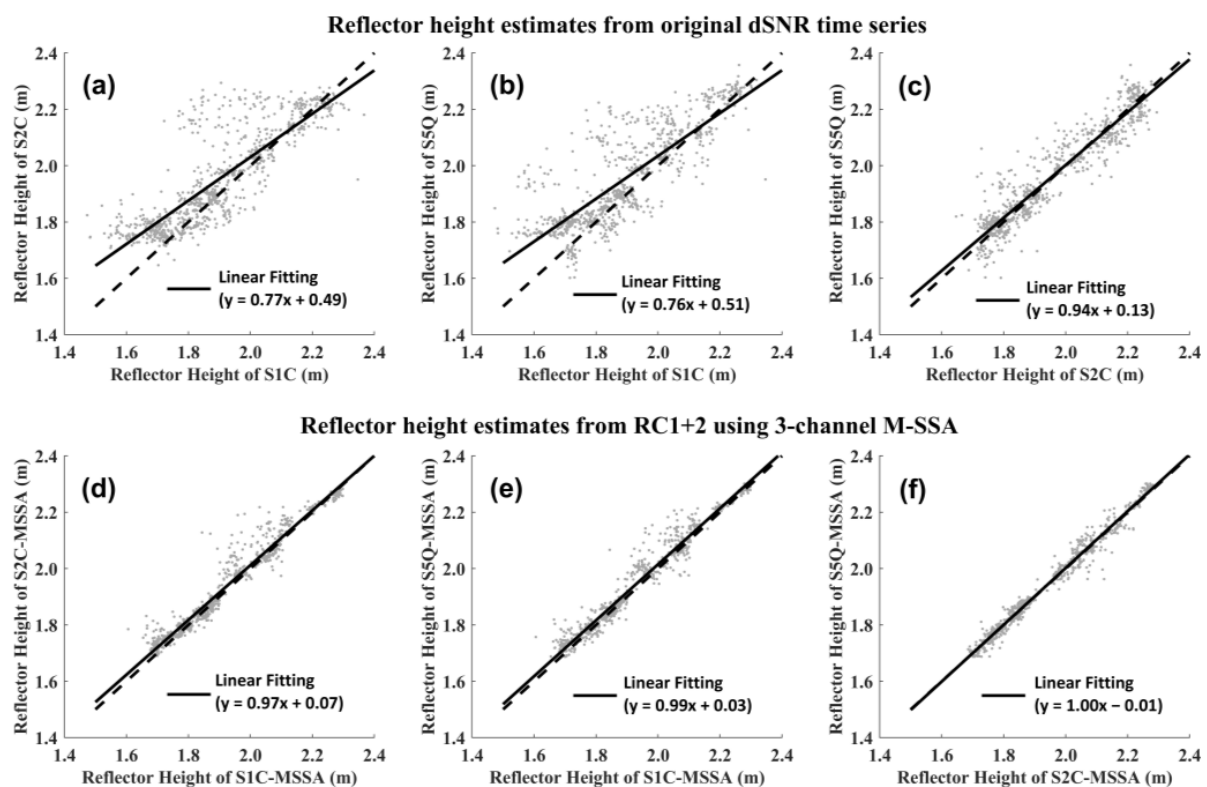 Reflector height estimates from original dSNR time series
(a)
Reflector Height of S2C (m)
2.4
2.2
2.0
1.8
1.6
1.4
Linear Fitting
(y = 0.77x + 0.49)
1.4 1.6 1.8 2.0 2.2 2.4
Reflector Height of S1C (m)
(b)
Reflector Height of S5Q (m)
2.4
2.2
2.0
1.8
1.6
1.4
Linear Fitting
(y = 0.76x + 0.51)
1.4 1.6 1.8 2.0 2.2 2.4
Reflector Height of S1C (m)
(c)
Reflector Height of S5Q (m)
2.4
2.2
2.0
1.8
1.6
1.4
Linear Fitting
(y = 0.94x + 0.13)
1.4 1.6 1.8 2.0 2.2 2.4
Reflector Height of S2C (m)
Reflector height estimates from RC1+2 using 3-channel M-SSA
(d)
Reflector Height of S2C-MSSA (m)
2.4
2.2
2.0
1.8
1.6
1.4
Linear Fitting
(y = 0.97x + 0.07)
1.4 1.6 1.8 2.0 2.2 2.4
Reflector Height of S1C-MSSA (m)
(e)
Reflector Height of S5Q-MSSA (m)
2.4
2.2
2.0
1.8
1.6
1.4
Linear Fitting
(y = 0.99x + 0.03)
1.4 1.6 1.8 2.0 2.2 2.4
Reflector Height of S1C-MSSA (m)
(f)
Reflector Height of S5Q-MSSA (m)
2.4
2.2
2.0
1.8
1.6
1.4
Linear Fitting
(y = 1.00x − 0.01)
1.4 1.6 1.8 2.0 2.2 2.4
Reflector Height of S2C-MSSA (m)